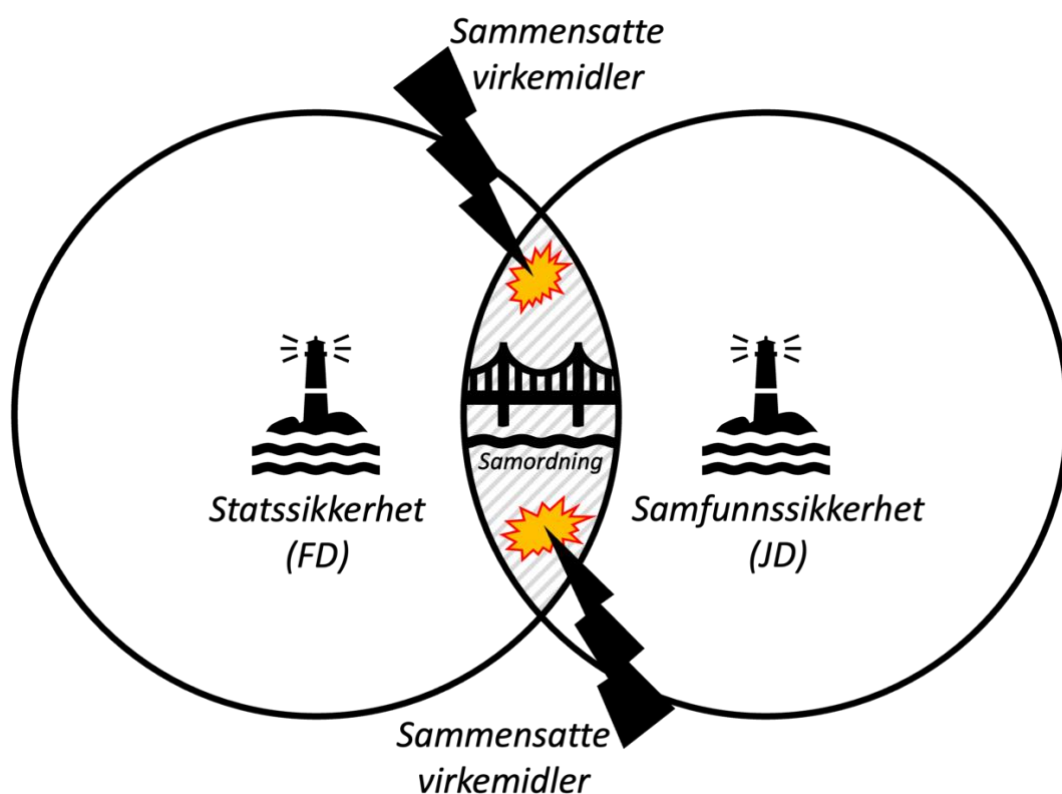 Sammensatte
virkemidler
Samordning
Statssikkerhet
(FD)
Samfunnssikkerhet
(JD)
Sammensatte
virkemidler